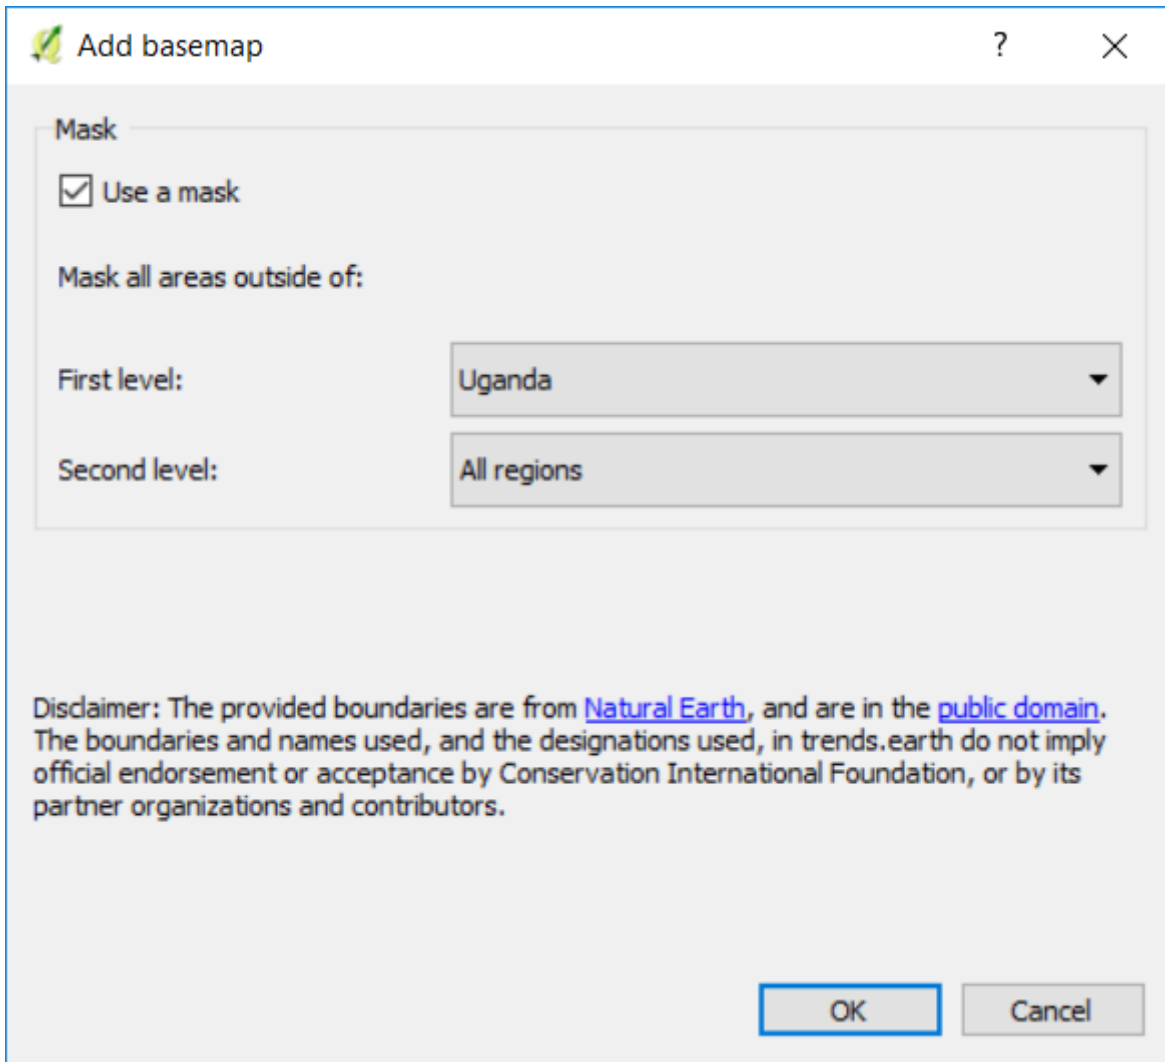 Add basemap
?
Mask
Use a mask
Mask all areas outside of:
First level: Uganda
Second level: All regions
Disclaimer: The provided boundaries are from Natural Earth, and are in the public domain.
The boundaries and names used, and the designations used, in trends.earth do not imply
official endorsement or acceptance by Conservation International Foundation, or by its
partner organizations and contributors.
OK Cancel